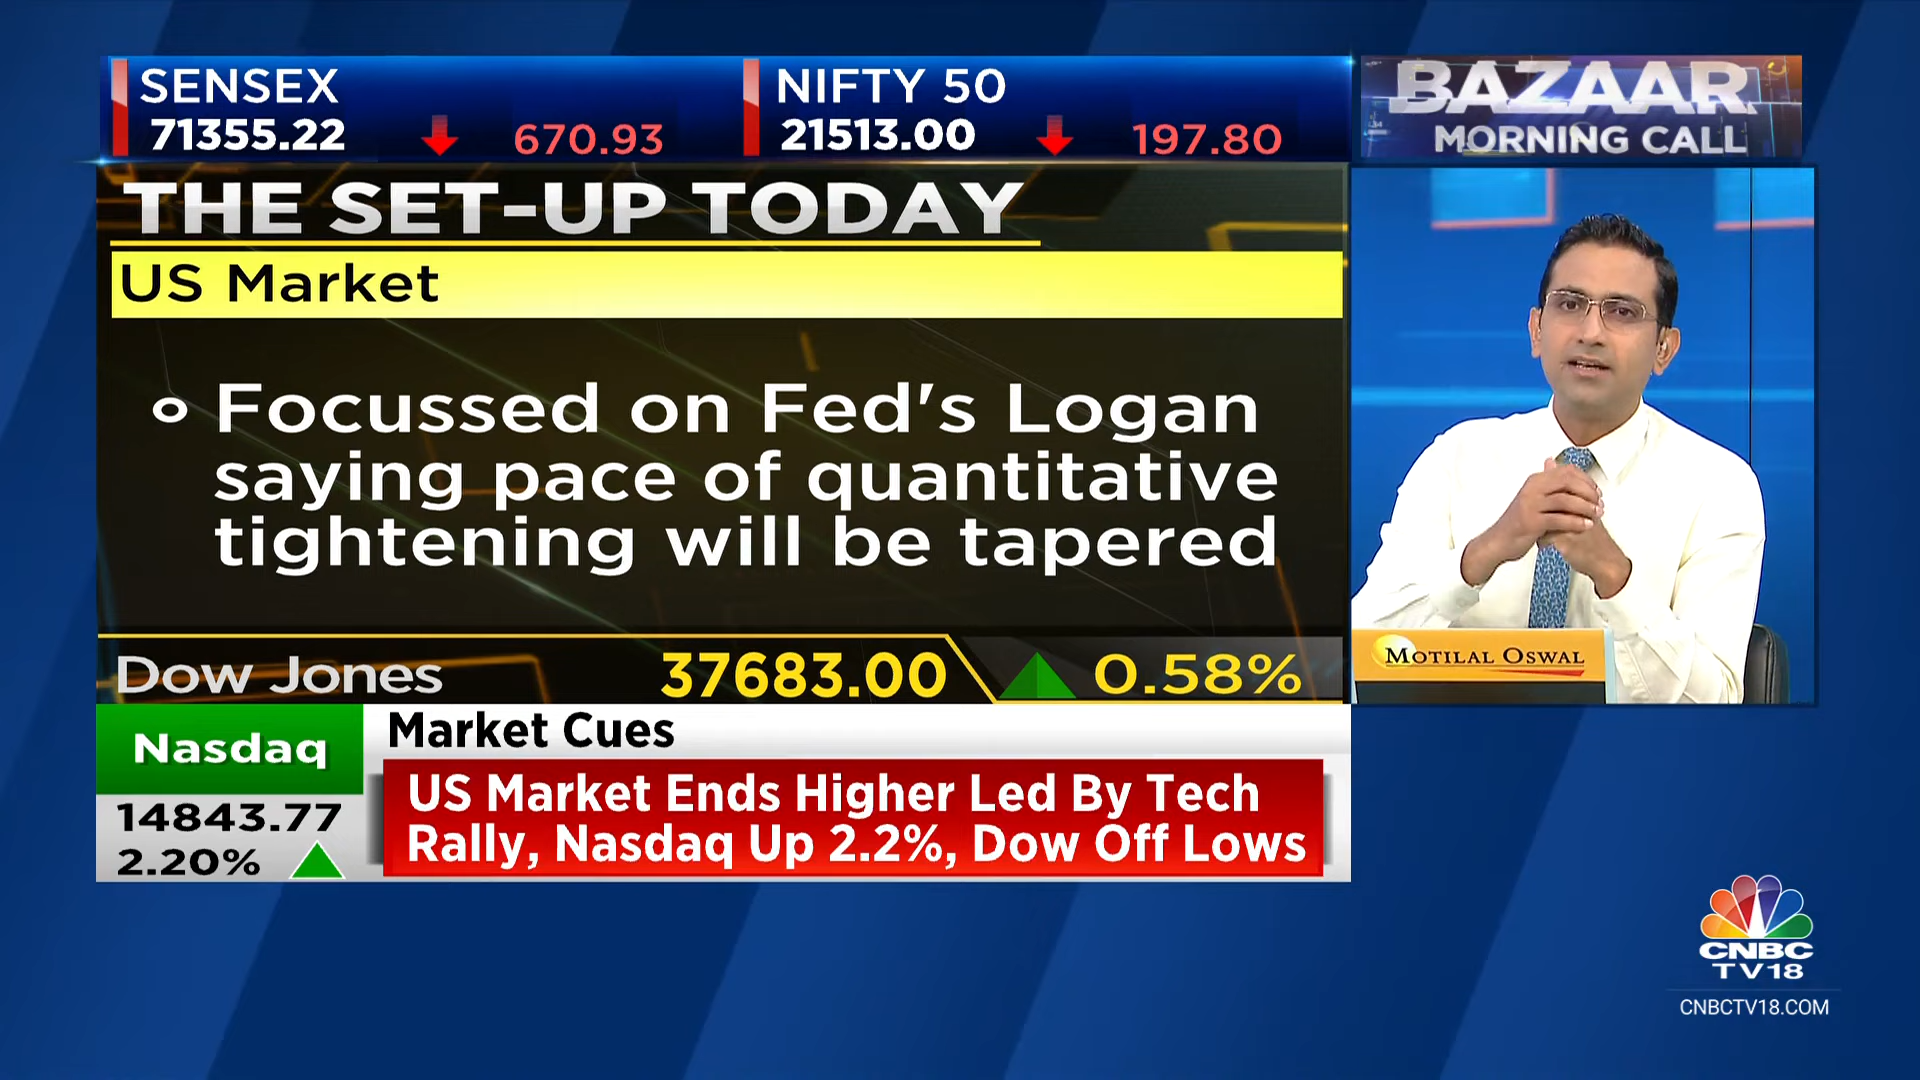 SENSEX
71355.22 670.93
NIFTY 50
21513.00 197.80
BAZAAR
MORNING CALL
THE SET-UP TODAY
US Market
Focussed on Fed's Logan
saying pace of quantitative
tightening will be tapered
Dow Jones 37683.00 0.58%
Nasdaq
14843.77
2.20%
Market Cues
US Market Ends Higher Led By Tech
Rally, Nasdaq Up 2.2%, Dow Off Lows
MOTILAL OSWAL
CNBC
TV18
CNBCTV18.COM